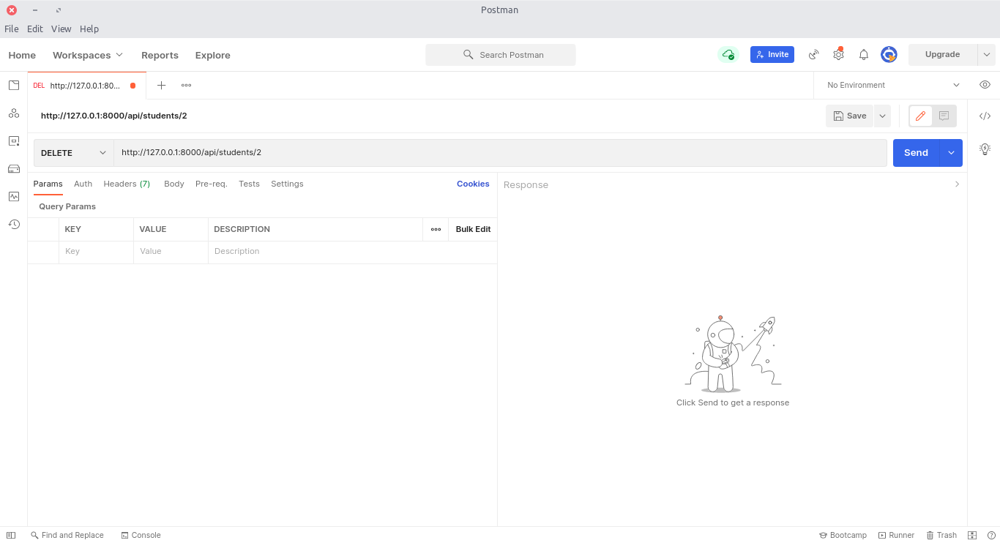 Postman
File Edit View Help
Home Workspaces Reports Explore Search Postman Invite Upgrade
DEL http://127.0.0.1:80... No Environment
http://127.0.0.1:8000/api/students/2 Save
DELETE http://127.0.0.1:8000/api/students/2 Send
Params Auth Headers (7) Body Pre-req. Tests Settings Cookies
Response
Query Params
KEY VALUE DESCRIPTION Bulk Edit
Key Value Description
Click Send to get a response
Find and Replace Console Bootcamp Runner Trash